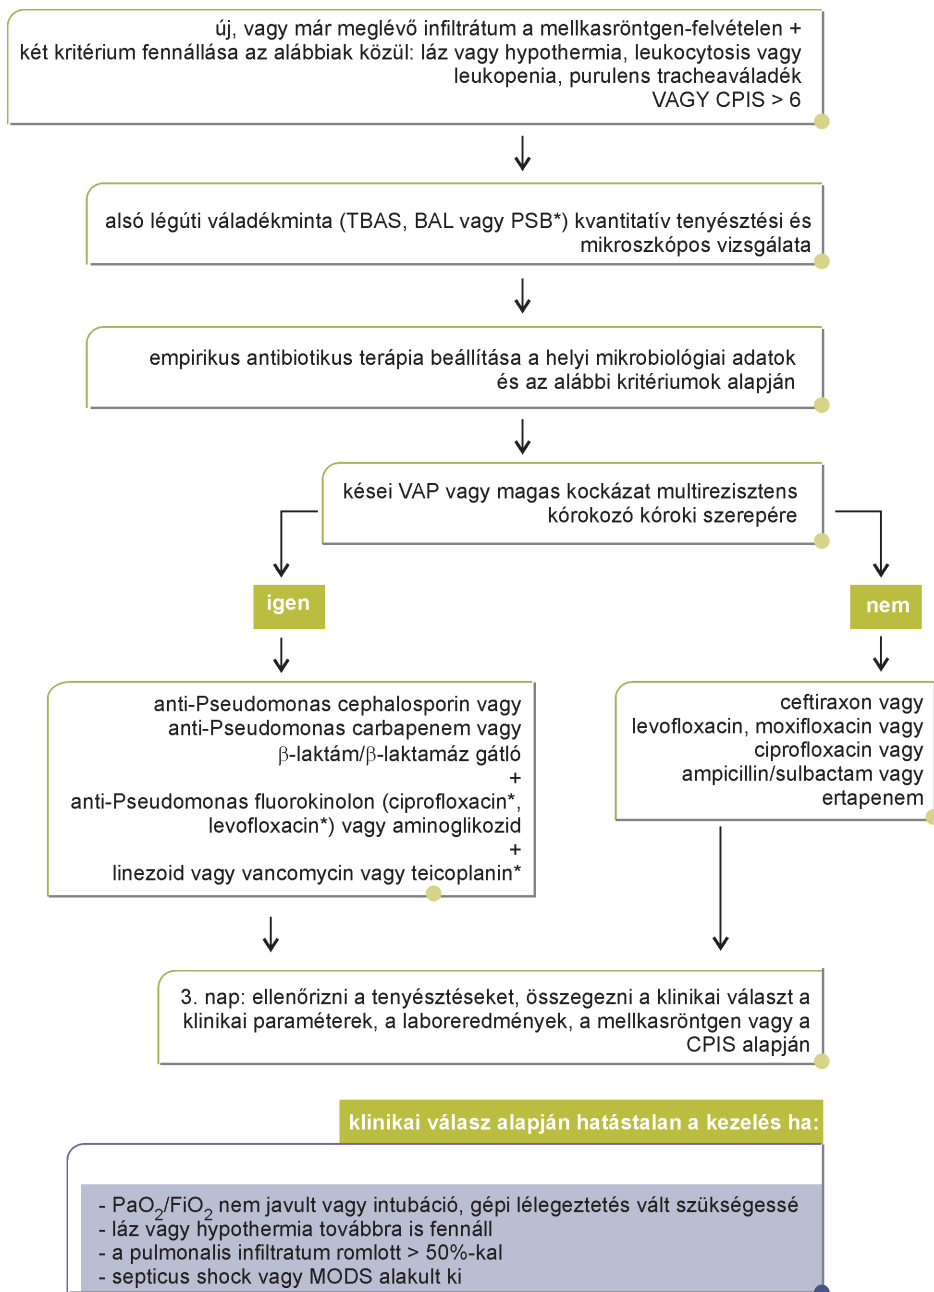 új, vagy már meglévő infiltrátum a mellkasröntgen-felvételen +
két kritérium fennállása az alábbiak közül: láz vagy hypothermia, leukocytosis vagy
leukopenia, purulens tracheaváladék
VAGY CPIS > 6
alsó légúti váladékminta (TBAS, BAL vagy PSB*) kvantitatív tenyésztési és
mikroszkópos vizsgálata
empirikus antibiotikus terápia beállítása a helyi mikrobiológiai adatok
és az alábbi kritériumok alapján
kései VAP vagy magas kockázat multirezisztens
kórokozó kóroki szerepére
igen
nem
anti-Pseudomonas cephalosporin vagy
anti-Pseudomonas carbapenem vagy
β-laktám/β-laktamáz gátló
+
anti-Pseudomonas fluorokinolon (ciprofloxacin*,
levofloxacin*) vagy aminoglikozid
+
linezoid vagy vancomycin vagy teicoplanin*
ceftiraxon vagy
levofloxacin, moxifloxacin vagy
ciprofloxacin vagy
ampicillin/sulbactam vagy
ertapenem
3. nap: ellenőrizni a tenyésztéseket, összegezni a klinikai választ a
klinikai paraméterek, a laboreredmények, a mellkasröntgen vagy a
CPIS alapján
klinikai válasz alapján hatástalan a kezelés ha:
- PaO₂/FiO₂ nem javult vagy intubáció, gépi lélegeztetés vált szükségessé
- láz vagy hypothermia továbbra is fennáll
- a pulmonalis infiltratum romlott > 50%-kal
- septicus shock vagy MODS alakult ki